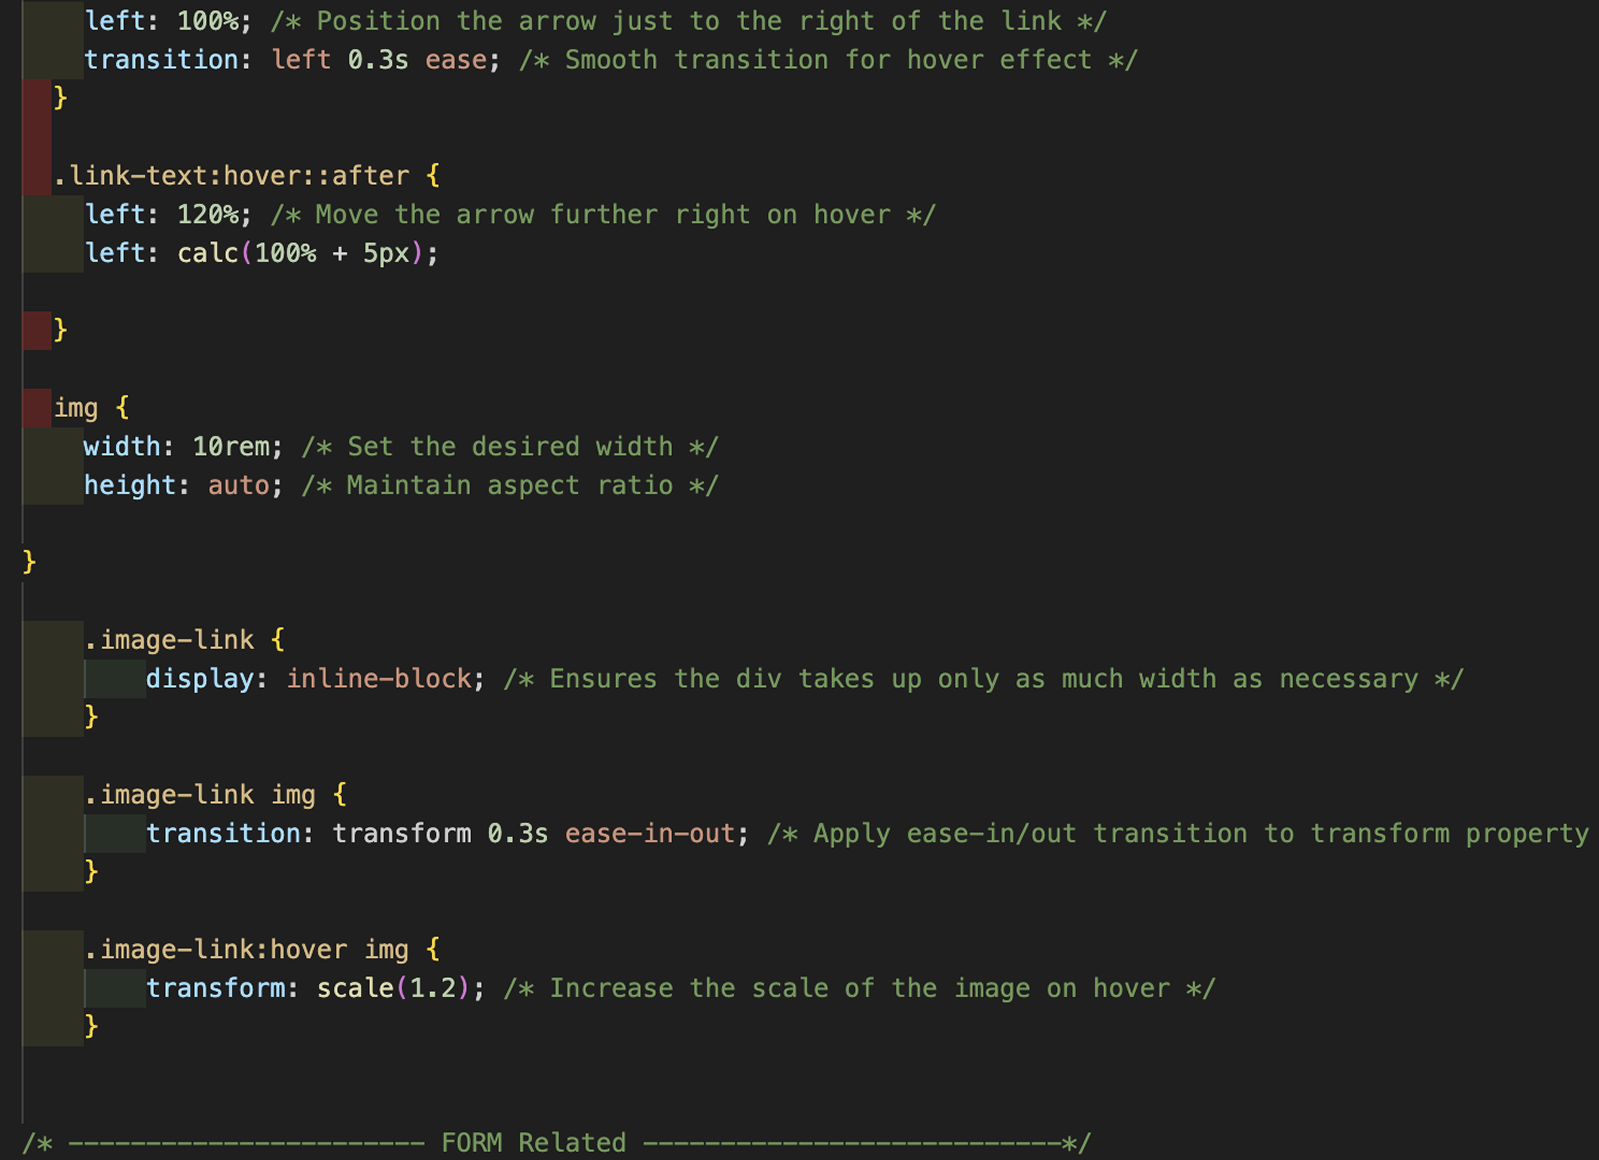 left: 100%; /* Position the arrow just to the right of the link */
transition: left 0.3s ease; /* Smooth transition for hover effect */
}
.link-text:hover::after {
left: 120%; /* Move the arrow further right on hover */
left: calc(100% + 5px);
}
img {
width: 10rem; /* Set the desired width */
height: auto; /* Maintain aspect ratio */
}
.image-link {
display: inline-block; /* Ensures the div takes up only as much width as necessary */
}
.image-link img {
transition: transform 0.3s ease-in-out; /* Apply ease-in/out transition to transform property
}
.image-link:hover img {
transform: scale(1.2); /* Increase the scale of the image on hover */
}
/* ----------------------- FORM Related ---------------------------*/